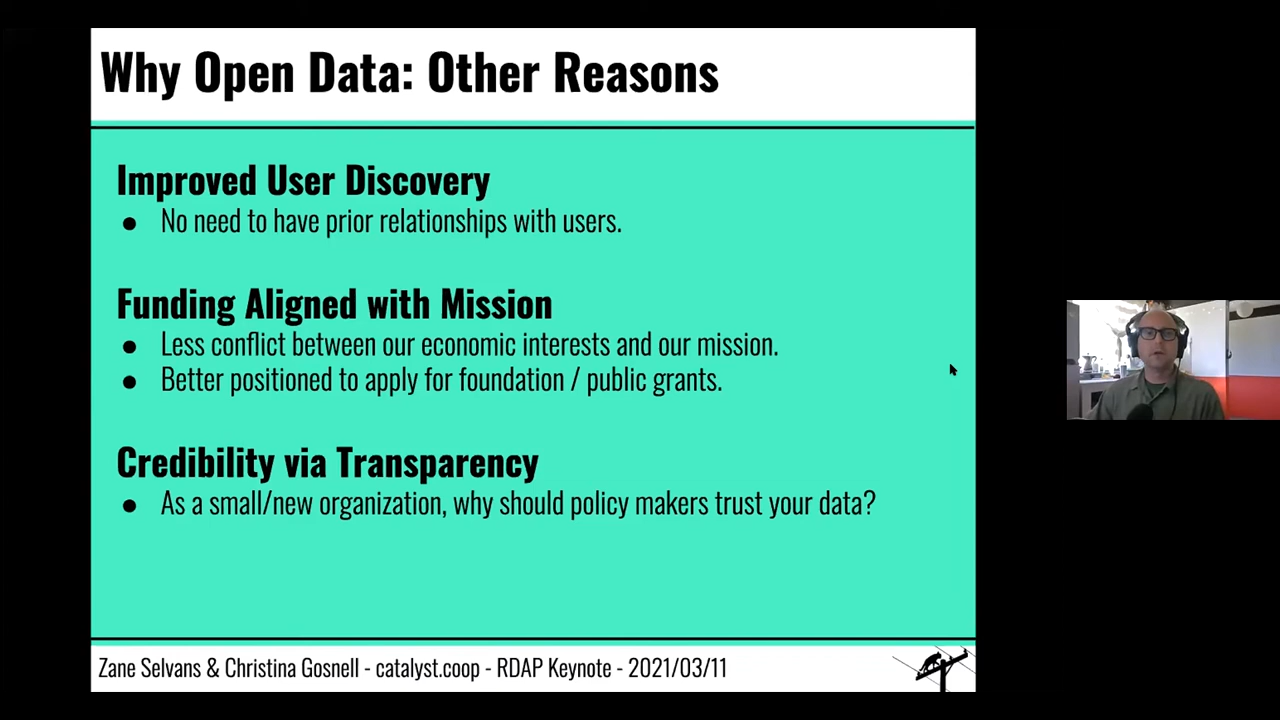 Why Open Data: Other Reasons
Improved User Discovery
● No need to have prior relationships with users.
Funding Aligned with Mission
● Less conflict between our economic interests and our mission.
● Better positioned to apply for foundation / public grants.
Credibility via Transparency
● As a small/new organization, why should policy makers trust your data?
Zane Selvans & Christina Gosnell - catalyst.coop - RDAP Keynote - 2021/03/11